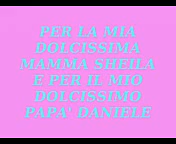 PER LA MIA
DOLCISSIMA
MAMMA SHEILA
E PER IL MIO
DOLCISSIMO
PAPA' DANIELE